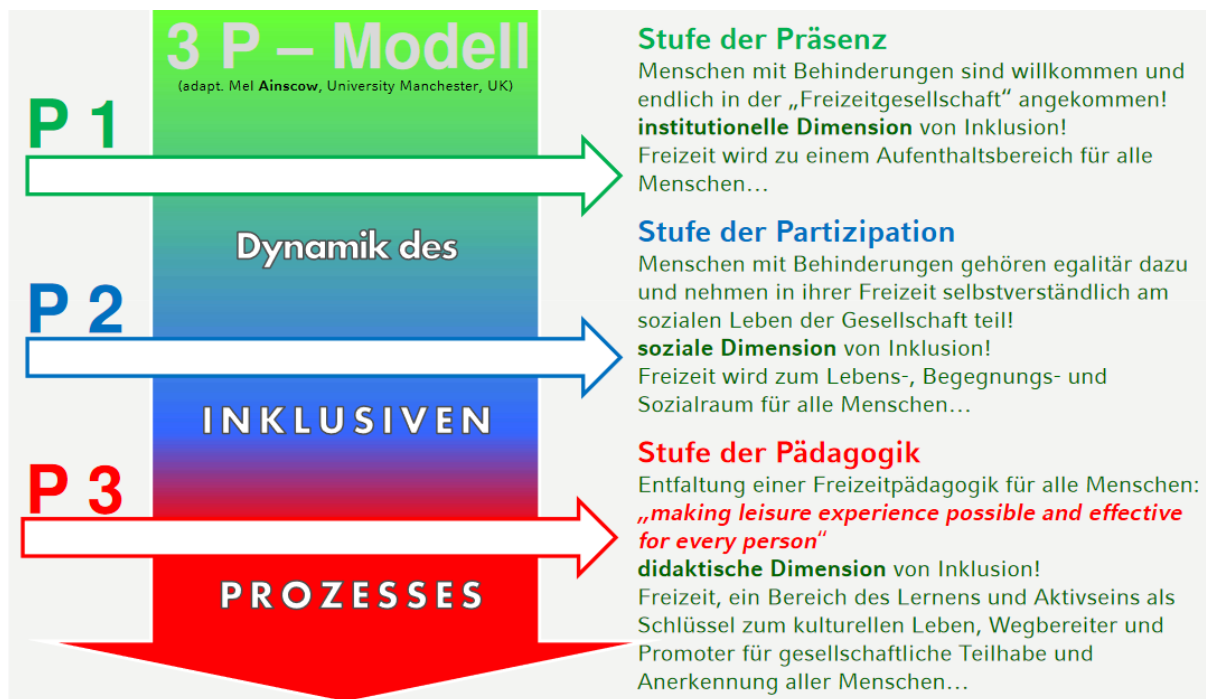 3 P – Modell
(adapt. Mel Ainscow, University Manchester, UK)
P 1
Stufe der Präsenz
Menschen mit Behinderungen sind willkommen und
endlich in der „Freizeitgesellschaft“ angekommen!
institutionelle Dimension von Inklusion!
Freizeit wird zu einem Aufenthaltsbereich für alle
Menschen…
Dynamik des
P 2
Stufe der Partizipation
Menschen mit Behinderungen gehören egalitär dazu
und nehmen in ihrer Freizeit selbstverständlich am
sozialen Leben der Gesellschaft teil!
soziale Dimension von Inklusion!
Freizeit wird zum Lebens-, Begegnungs- und
Sozialraum für alle Menschen…
INKLUSIVEN
P 3
Stufe der Pädagogik
Entfaltung einer Freizeitpädagogik für alle Menschen:
„making leisure experience possible and effective
for every person“
didaktische Dimension von Inklusion!
Freizeit, ein Bereich des Lernens und Aktivseins als
Schlüssel zum kulturellen Leben, Wegbereiter und
Promoter für gesellschaftliche Teilhabe und
Anerkennung aller Menschen…
PROZESSES